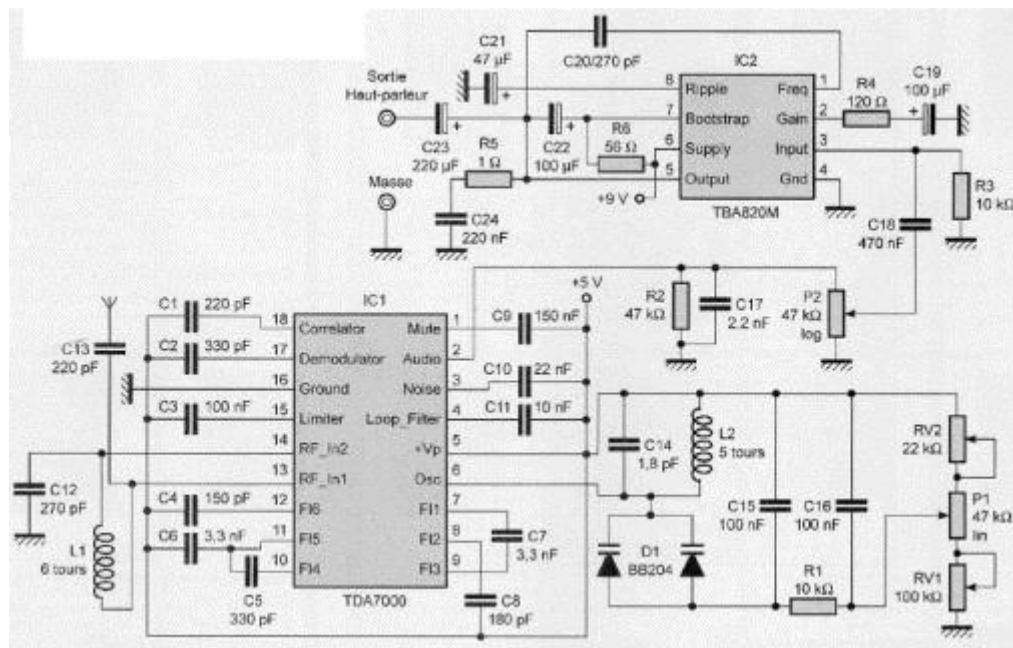 C21
47 µF
C20/270 pF
IC2
Sortie
Haut-parleur
8
Ripple
Freq
1
R4
120 Ω
C19
100 µF
+
+
7
Bootstrap
Gain
2
+
+
R6
56 Ω
6
Supply
Input
3
C23
220 µF
R5
1 Ω
C22
100 µF
5
Output
Gnd
4
Masse
+9 V
TBA820M
R3
10 kΩ
C24
220 nF
C18
470 nF
+5 V
IC1
C1
220 pF
18
Correlator
Mute
1
C9
150 nF
R2
47 kΩ
C17
2.2 nF
P2
47 kΩ
log
C13
220 pF
C2
330 pF
17
Demodulator
Audio
2
16
Ground
Noise
3
C10
22 nF
C3
100 nF
15
Limiter
Loop_Filter
4
C11
10 nF
14
RF_In2
+Vp
5
C14
1,8 pF
L2
5 tours
RV2
22 kΩ
13
RF_In1
Osc
6
C12
270 pF
C4
150 pF
12
FI6
FI1
7
C15
100 nF
C16
100 nF
P1
47 kΩ
lin
C6
3,3 nF
11
FI5
FI2
8
C7
3,3 nF
D1
BB204
L1
6 tours
10
FI4
FI3
9
R1
10 kΩ
RV1
100 kΩ
C5
330 pF
TDA7000
C8
180 pF